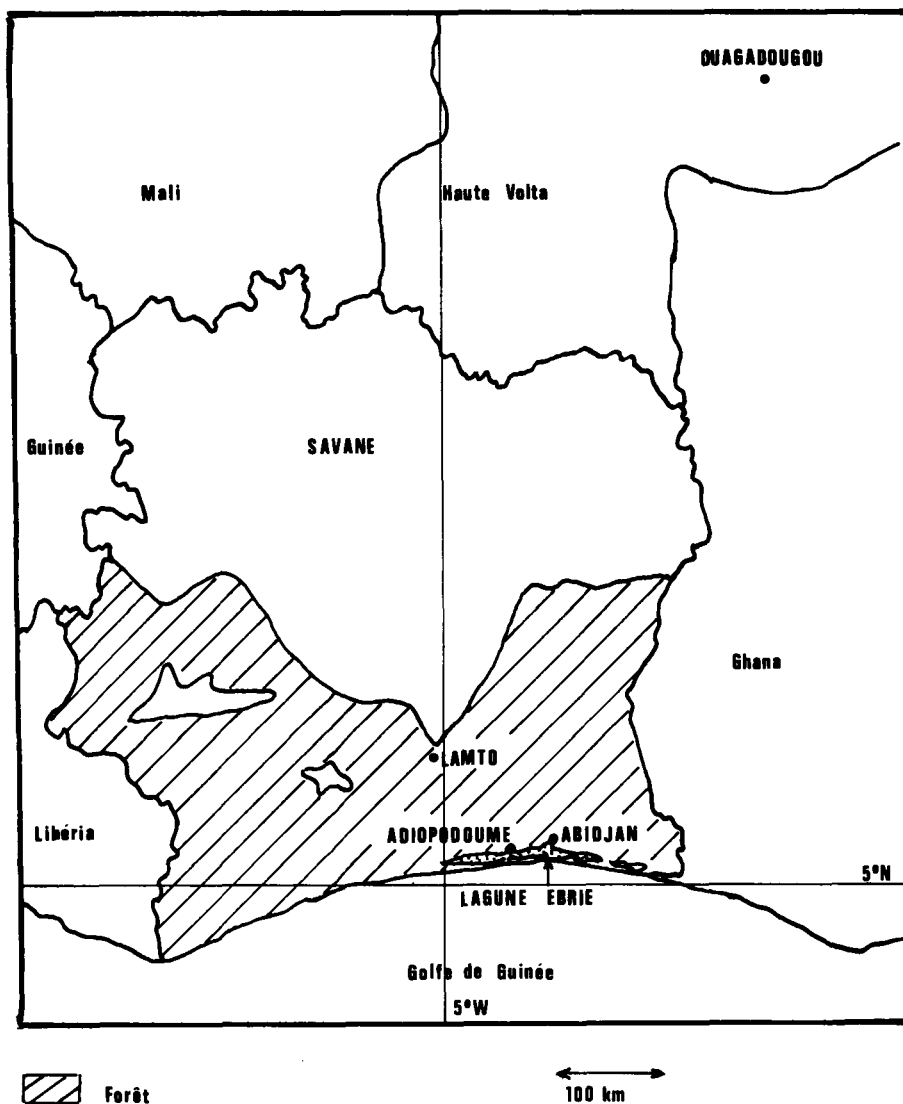 OUAGABOUGOU
Mali
Haute Volta
Guinée
SAVANE
Ghana
LAMTO
Libéria
ADIOPODOUME
ABIDJAN
5°N
LAGUNE EBRIE
Golfe de Guinée
5°W
Forêt
100 km